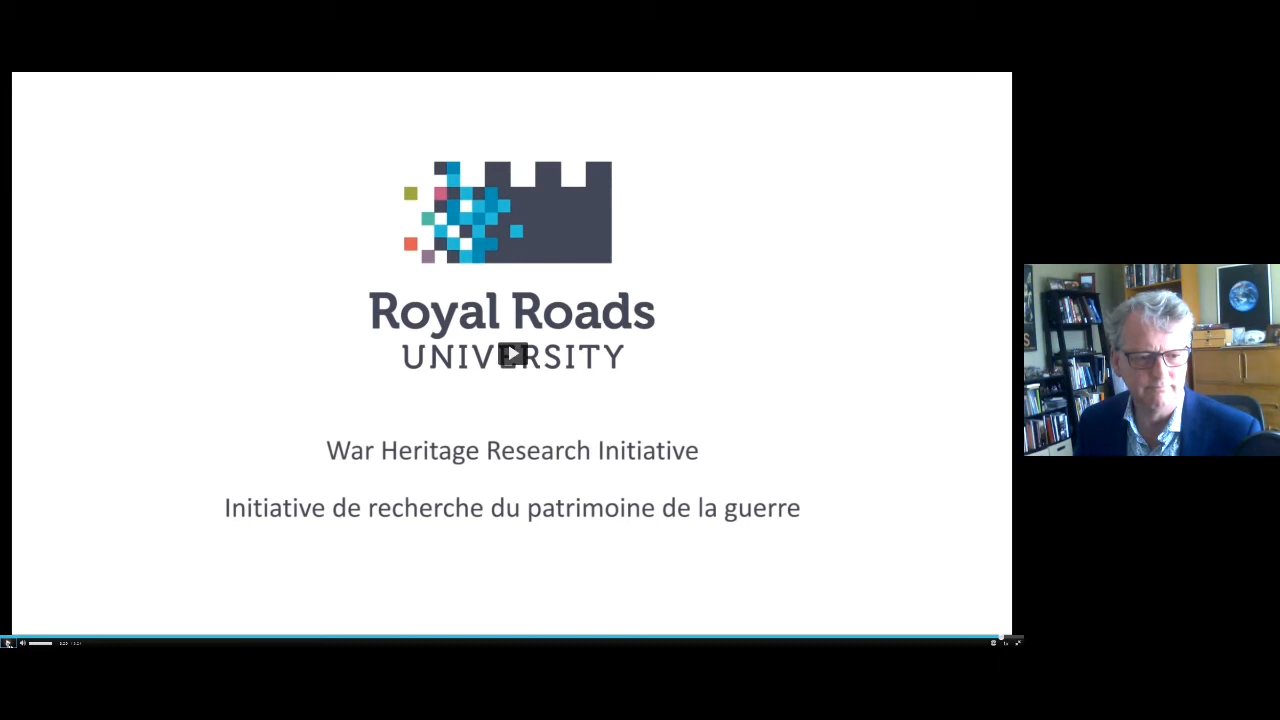 Royal Roads
UNIVERSITY
War Heritage Research Initiative
Initiative de recherche du patrimoine de la guerre